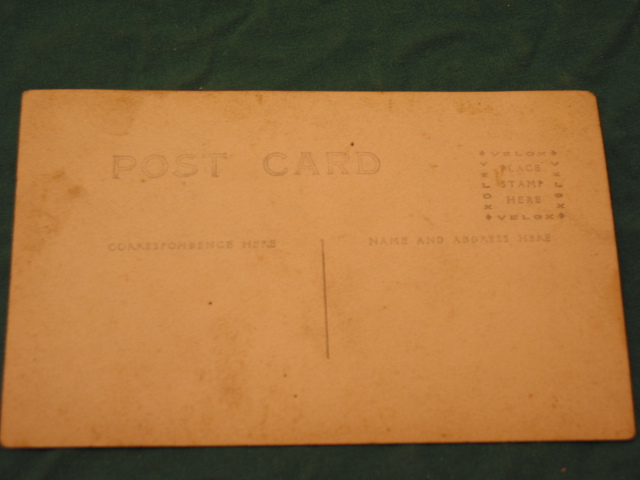 POST CARD
VELOX
VELOX
PLACE
STAMP
HERE
VELOX
VELOX
CORRESPONDENCE HERE
NAME AND ADDRESS HERE